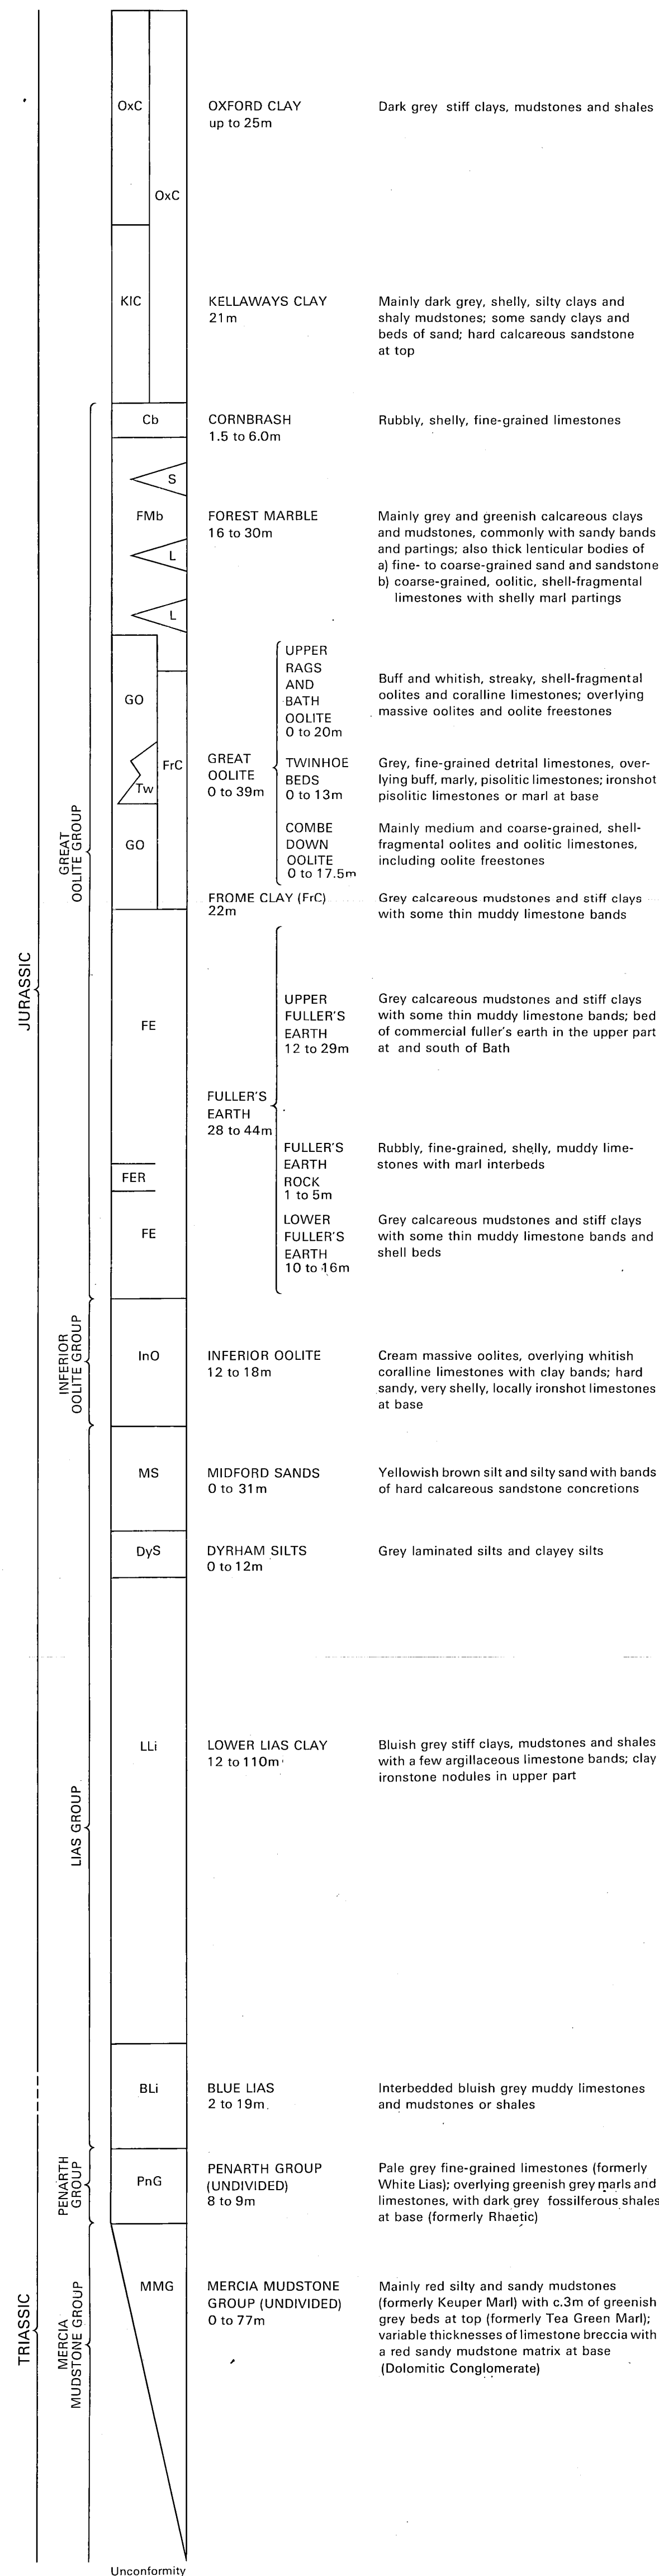 OxC
OXFORD CLAY
up to 25m
Dark grey stiff clays, mudstones and shales
OxC
KlC
KELLAWAYS CLAY
21m
Mainly dark grey, shelly, silty clays and
shaly mudstones; some sandy clays and
beds of sand; hard calcareous sandstone
at top
Cb
CORNBRASH
1.5 to 6.0m
Rubbly, shelly, fine-grained limestones
S
FMb
L
L
FOREST MARBLE
16 to 30m
Mainly grey and greenish calcareous clays
and mudstones, commonly with sandy bands
and partings; also thick lenticular bodies of
a) fine- to coarse-grained sand and sandstone
b) coarse-grained, oolitic, shell-fragmental
limestones with shelly marl partings
GO
FrC
Tw
GO
GREAT
OOLITE
0 to 39m
UPPER
RAGS
AND
BATH
OOLITE
0 to 20m
Buff and whitish, streaky, shell-fragmental
oolites and coralline limestones; overlying
massive oolites and oolite freestones
TWINHOE
BEDS
0 to 13m
Grey, fine-grained detrital limestones, over-
lying buff, marly, pisolitic limestones; ironshot
pisolitic limestones or marl at base
COMBE
DOWN
OOLITE
0 to 17.5m
Mainly medium and coarse-grained, shell-
fragmental oolites and oolitic limestones,
including oolite freestones
FROME CLAY (FrC)
22m
Grey calcareous mudstones and stiff clays
with some thin muddy limestone bands
GREAT
OOLITE GROUP
JURASSIC
FE
FER
FE
FULLER'S
EARTH
28 to 44m
UPPER
FULLER'S
EARTH
12 to 29m
Grey calcareous mudstones and stiff clays
with some thin muddy limestone bands; bed
of commercial fuller's earth in the upper part
at and south of Bath
FULLER'S
EARTH
ROCK
1 to 5m
Rubbly, fine-grained, shelly, muddy lime-
stones with marl interbeds
LOWER
FULLER'S
EARTH
10 to 16m
Grey calcareous mudstones and stiff clays
with some thin muddy limestone bands and
shell beds
INFERIOR
OOLITE GROUP
InO
INFERIOR OOLITE
12 to 18m
Cream massive oolites, overlying whitish
coralline limestones with clay bands; hard
sandy, very shelly, locally ironshot limestones
at base
MS
MIDFORD SANDS
0 to 31m
Yellowish brown silt and silty sand with bands
of hard calcareous sandstone concretions
DyS
DYRHAM SILTS
0 to 12m
Grey laminated silts and clayey silts
LLi
LOWER LIAS CLAY
12 to 110m
Bluish grey stiff clays, mudstones and shales
with a few argillaceous limestone bands; clay
ironstone nodules in upper part
LIAS GROUP
BLi
BLUE LIAS
2 to 19m
Interbedded bluish grey muddy limestones
and mudstones or shales
PENARTH
GROUP
PnG
PENARTH GROUP
(UNDIVIDED)
8 to 9m
Pale grey fine-grained limestones (formerly
White Lias); overlying greenish grey marls and
limestones, with dark grey fossilferous shales
at base (formerly Rhaetic)
TRIASSIC
MERCIA
MUDSTONE GROUP
MMG
MERCIA MUDSTONE
GROUP (UNDIVIDED)
0 to 77m
Mainly red silty and sandy mudstones
(formerly Keuper Marl) with c.3m of greenish
grey beds at top (formerly Tea Green Marl);
variable thicknesses of limestone breccia with
a red sandy mudstone matrix at base
(Dolomitic Conglomerate)
Unconformity